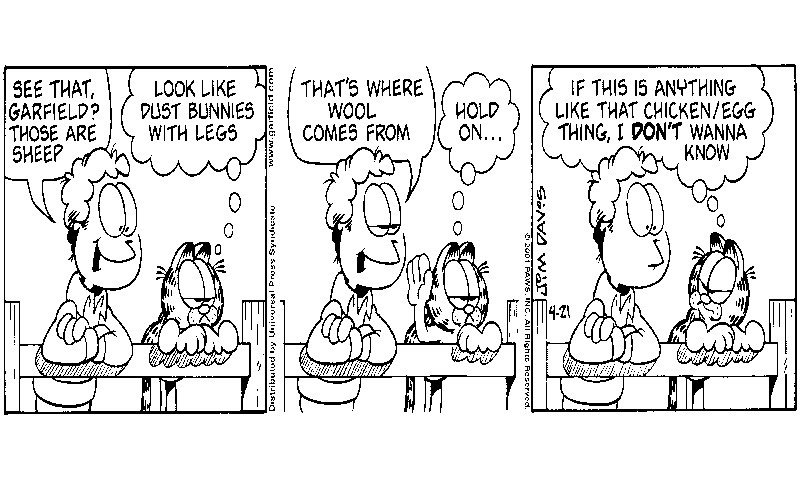 SEE THAT,
GARFIELD?
THOSE ARE
SHEEP
LOOK LIKE
DUST BUNNIES
WITH LEGS
www.garfield.com
Distributed by Universal Press Syndicate
THAT'S WHERE
WOOL
COMES FROM
HOLD
ON...
© 2001 PAWS, INC. All Rights Reserved.
JIM DAVIS
4-21
IF THIS IS ANYTHING
LIKE THAT CHICKEN/EGG
THING, I DON'T WANNA
KNOW